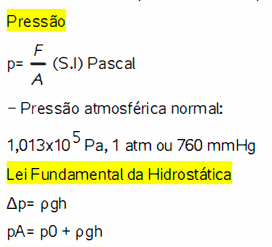 Pressão
p= F/A (S.I) Pascal
– Pressão atmosférica normal:
1,013x10⁵ Pa, 1 atm ou 760 mmHg
Lei Fundamental da Hidrostática
Δp= ρgh
pA= p0 + ρgh